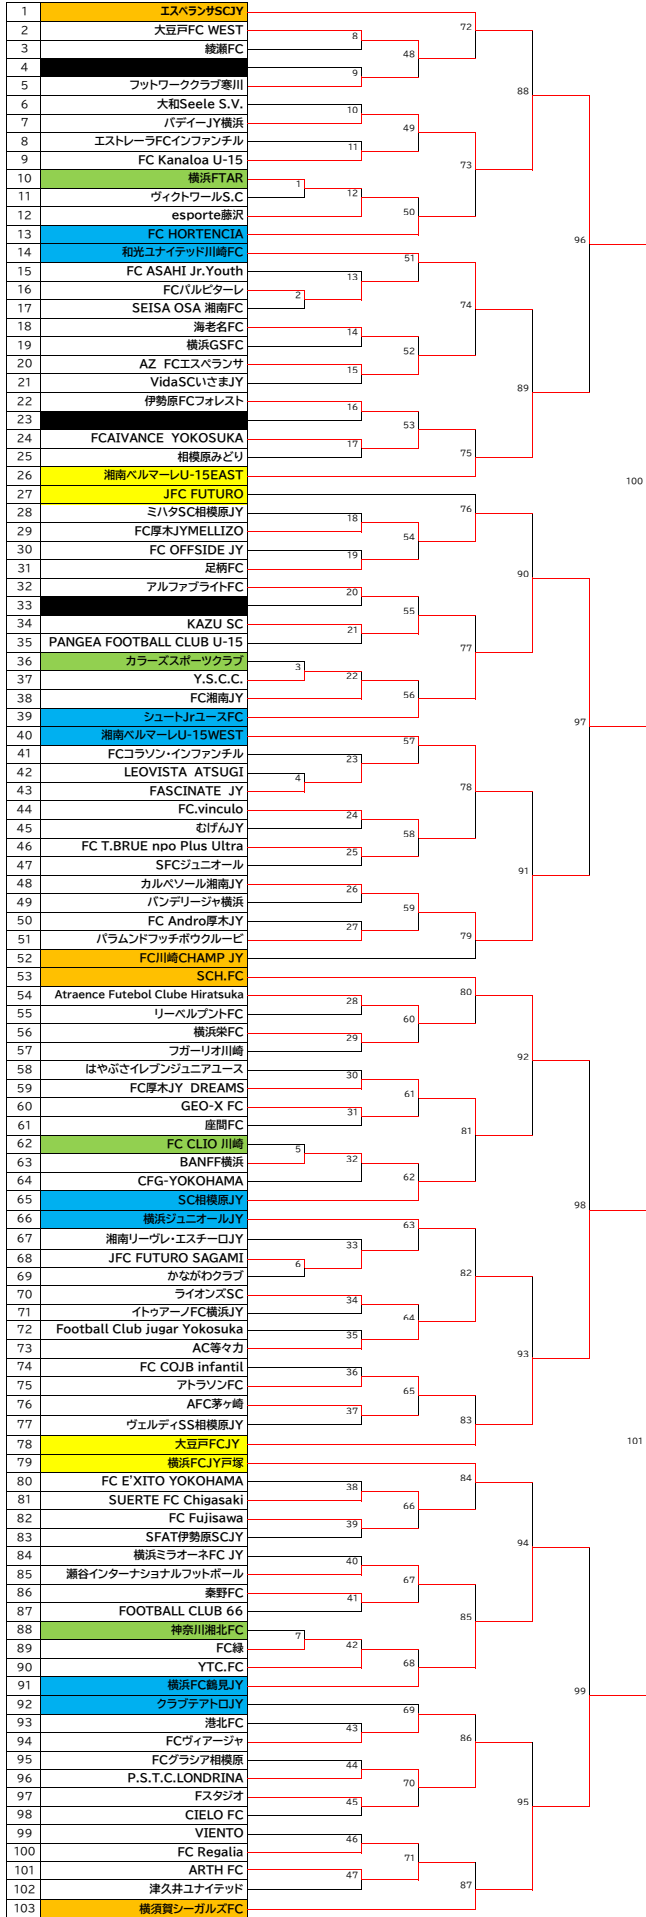 1 エスペランサSCJY
72
2 大豆戸FC WEST
8
3 綾瀬FC
48
4
9
5 フットワーククラブ寒川
88
6 大和Seele S.V.
10
7 バディーJY横浜
49
8 エストレーラFCインファンチル
11
9 FC Kanaloa U-15
73
10 横浜FTAR
1
11 ヴィクトワールS.C
12
12 esporte藤沢
50
13 FC HORTENCIA
96
14 和光ユナイテッド川崎FC
51
15 FC ASAHI Jr.Youth
13
16 FCパルピターレ
2
17 SEISA OSA 湘南FC
74
18 海老名FC
14
19 横浜GSFC
52
20 AZ FCエスペランサ
15
21 VidaSCいさまJY
89
22 伊勢原FCフォレスト
16
23
53
24 FCAIVANCE YOKOSUKA
17
25 相模原みどり
75
26 湘南ベルマーレU-15EAST
100
27 JFC FUTURO
76
28 ミハタSC相模原JY
18
29 FC厚木JYMELLIZO
54
30 FC OFFSIDE JY
19
31 足柄FC
90
32 アルファブライトFC
20
33
55
34 KAZU SC
21
35 PANGEA FOOTBALL CLUB U-15
77
36 カラーズスポーツクラブ
3
37 Y.S.C.C.
22
38 FC湘南JY
56
39 シュートJrユースFC
97
40 湘南ベルマーレU-15WEST
57
41 FCコラソン・インファンチル
23
42 LEOVISTA ATSUGI
4
43 FASCINATE JY
78
44 FC.vinculo
24
45 むげんJY
58
46 FC T.BRUE npo Plus Ultra
25
47 SFCジュニオール
91
48 カルペソール湘南JY
26
49 バンデリージャ横浜
59
50 FC Andro厚木JY
27
51 パラムンドフッチボウクルービ
79
52 FC川崎CHAMP JY
53 SCH.FC
80
54 Atraence Futebol Clube Hiratsuka
28
55 リーベルプントFC
60
56 横浜栄FC
29
57 フガーリオ川崎
92
58 はやぶさイレブンジュニアユース
30
59 FC厚木JY DREAMS
61
60 GEO-X FC
31
61 座間FC
81
62 FC CLIO 川崎
5
63 BANFF横浜
32
64 CFG-YOKOHAMA
62
65 SC相模原JY
98
66 横浜ジュニオールJY
63
67 湘南リーヴレ・エスチーロJY
33
68 JFC FUTURO SAGAMI
6
69 かながわクラブ
82
70 ライオンズSC
34
71 イトゥアーノFC横浜JY
64
72 Football Club jugar Yokosuka
35
73 AC等々力
93
74 FC COJB infantil
36
75 アトラソンFC
65
76 AFC茅ヶ崎
37
77 ヴェルディSS相模原JY
83
78 大豆戸FCJY
101
79 横浜FCJY戸塚
84
80 FC E'XITO YOKOHAMA
38
81 SUERTE FC Chigasaki
66
82 FC Fujisawa
39
83 SFAT伊勢原SCJY
94
84 横浜ミラオーネFC JY
40
85 瀬谷インターナショナルフットボール
67
86 秦野FC
41
87 FOOTBALL CLUB 66
85
88 神奈川湘北FC
7
89 FC緑
42
90 YTC.FC
68
91 横浜FC鶴見JY
99
92 クラブテアトロJY
69
93 港北FC
43
94 FCヴィアージャ
86
95 FCグラシア相模原
44
96 P.S.T.C.LONDRINA
70
97 Fスタジオ
45
98 CIELO FC
95
99 VIENTO
46
100 FC Regalia
71
101 ARTH FC
47
102 津久井ユナイテッド
87
103 横須賀シーガルズFC